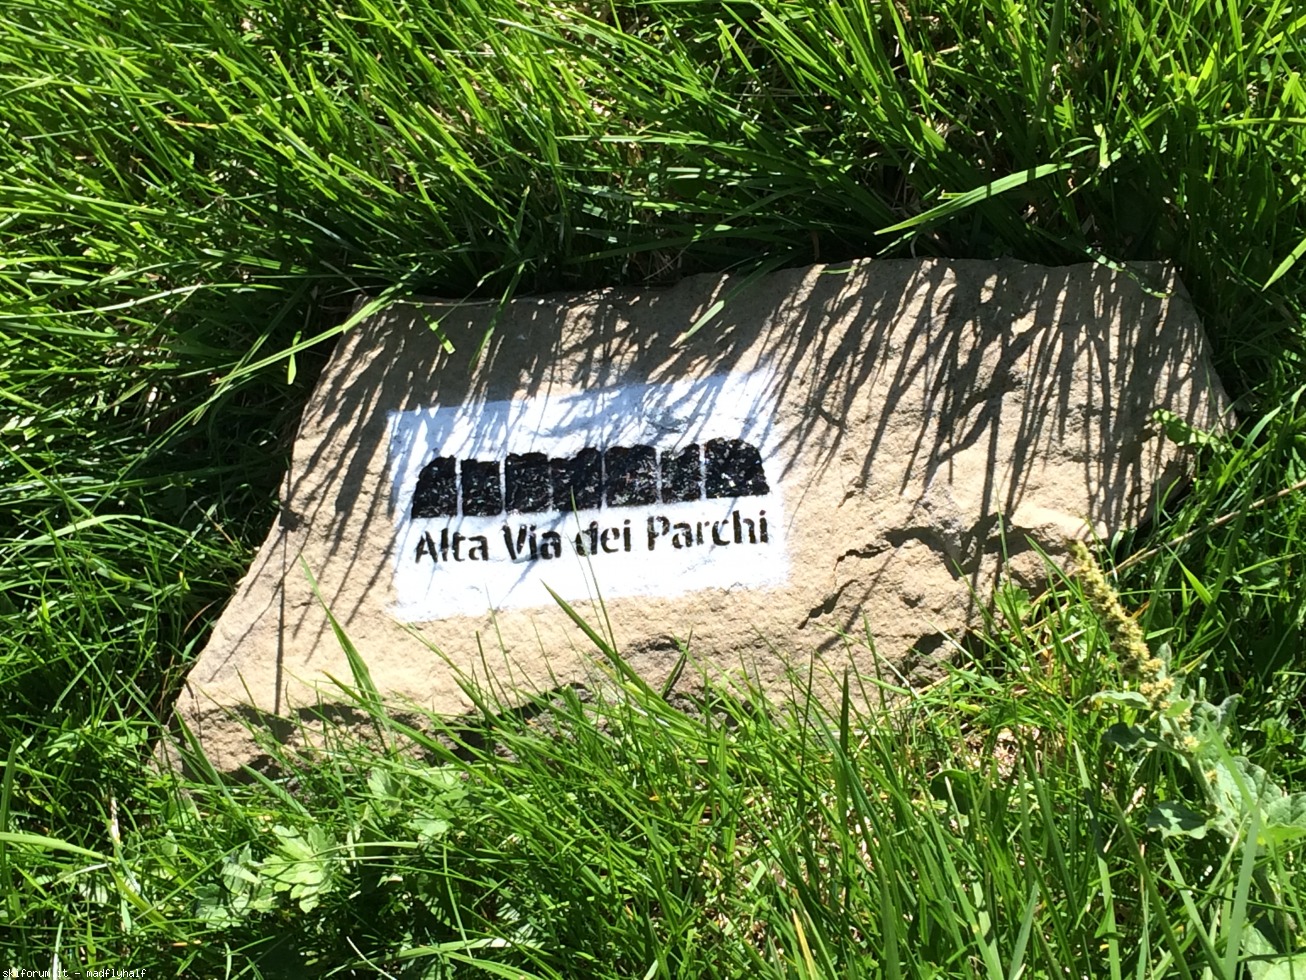 Alta Via dei Parchi
skiforum.it - madflyhalf